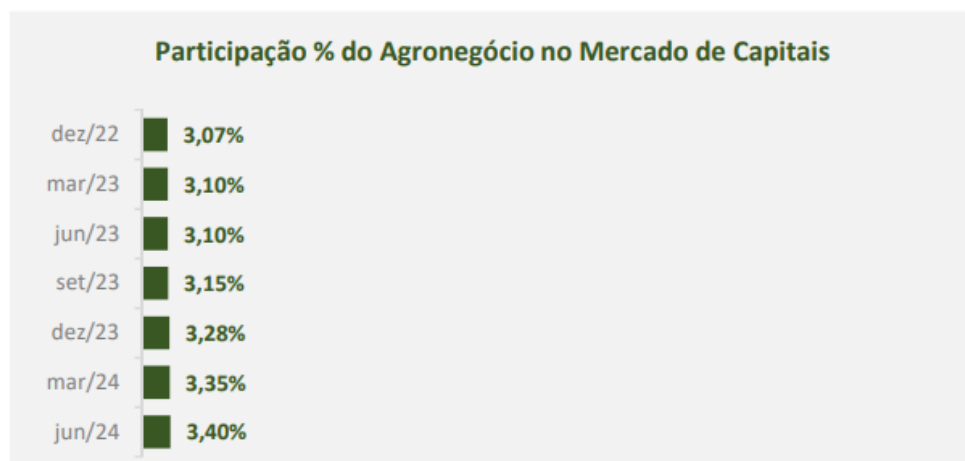 Participação % do Agronegócio no Mercado de Capitais
dez/22 3,07%
mar/23 3,10%
jun/23 3,10%
set/23 3,15%
dez/23 3,28%
mar/24 3,35%
jun/24 3,40%